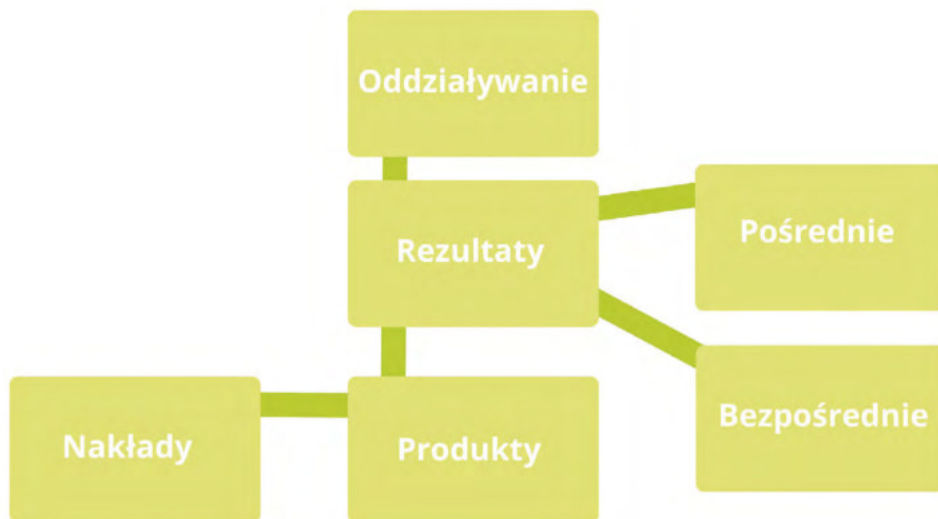 Oddziaływanie
Rezultaty
Pośrednie
Bezpośrednie
Nakłady
Produkty